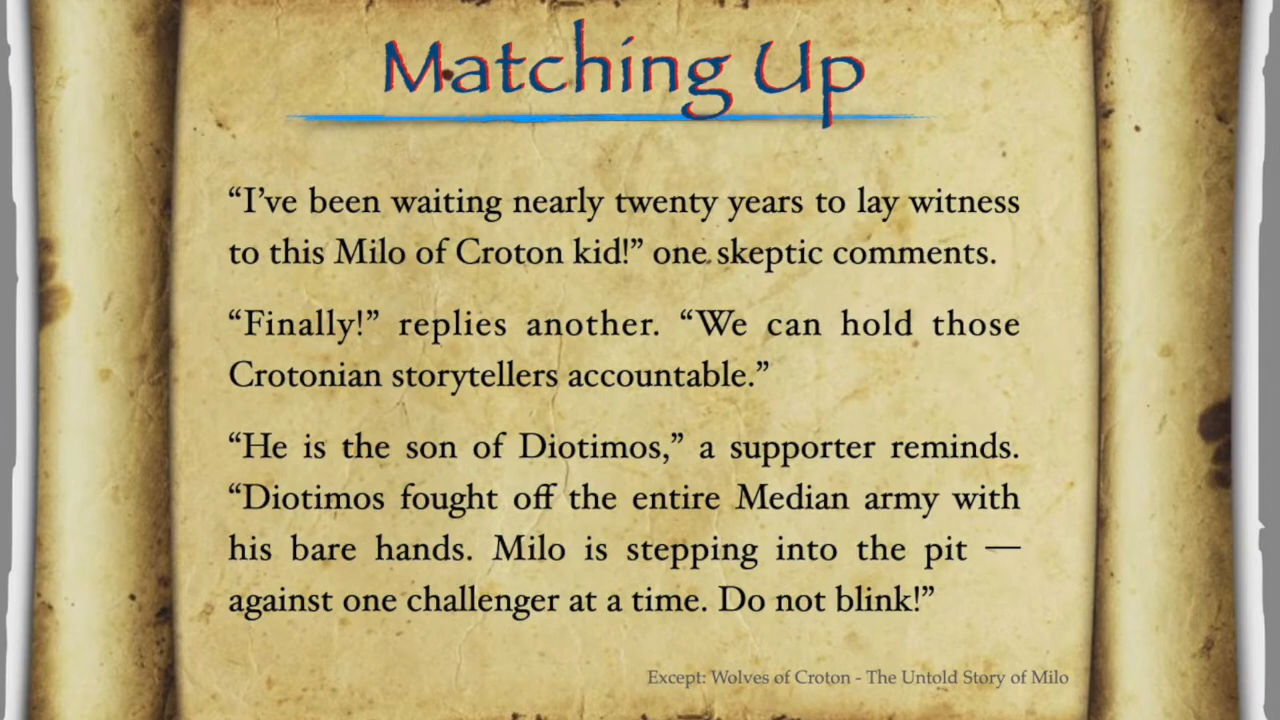 Matching Up
“I’ve been waiting nearly twenty years to lay witness
to this Milo of Croton kid!” one skeptic comments.
“Finally!” replies another. “We can hold those
Crotonian storytellers accountable.”
“He is the son of Diotimos,” a supporter reminds.
“Diotimos fought off the entire Median army with
his bare hands. Milo is stepping into the pit —
against one challenger at a time. Do not blink!”
Except: Wolves of Croton - The Untold Story of Milo